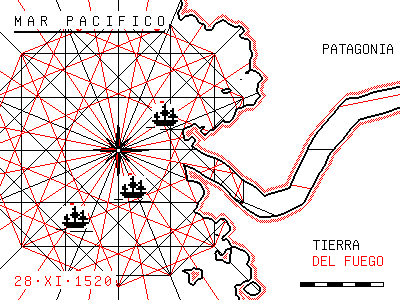 MAR PACIFICO
PATAGONIA
TIERRA
DEL FUEGO
28·XI·1520